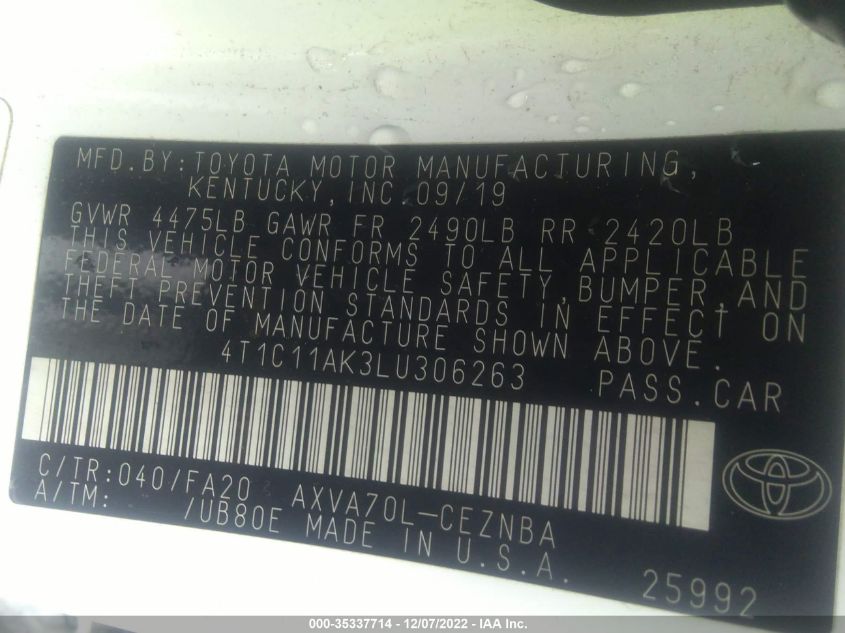 MFD.BY:TOYOTA MOTOR MANUFACTURING,
KENTUCKY,INC.09/19
GVWR 4475LB GAWR FR 2490LB RR 2420LB
THIS VEHICLE CONFORMS TO ALL APPLICABLE
FEDERAL MOTOR VEHICLE SAFETY,BUMPER,AND
THEFT PREVENTION STANDARDS IN EFFECT ON
THE DATE OF MANUFACTURE SHOWN ABOVE.
4T1C11AK3LU306263 PASS.CAR
C/TR:040/FA20 AXVA70L-CEZNBA
A/TM: /UB80E MADE IN U.S.A.
25992
000-35337714 - 12/07/2022 - IAA Inc.